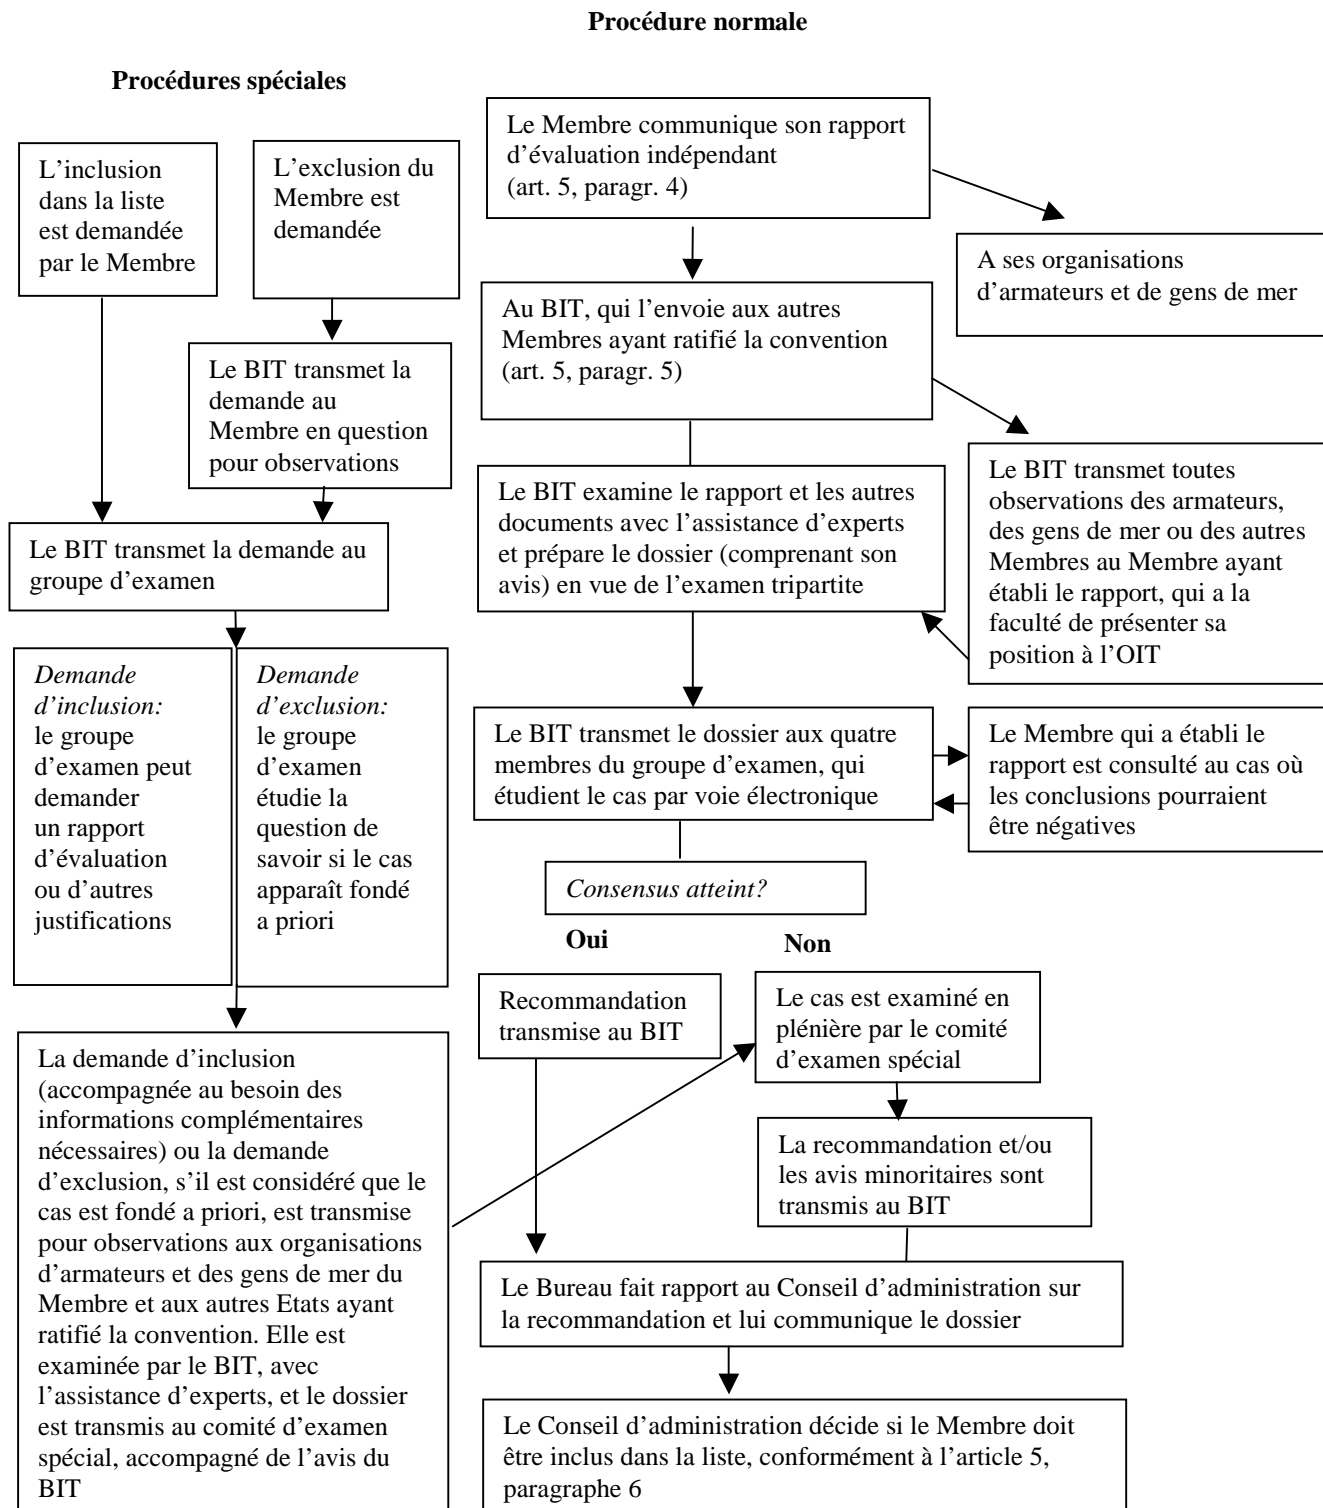 Procédure normale
Procédures spéciales
L’inclusion
dans la liste
est demandée
par le Membre
L’exclusion du
Membre est
demandée
Le BIT transmet la
demande au
Membre en question
pour observations
Le BIT transmet la demande au
groupe d’examen
Demande
d’inclusion:
le groupe
d’examen peut
demander
un rapport
d’évaluation
ou d’autres
justifications
Demande
d’exclusion:
le groupe
d’examen
étudie la
question de
savoir si le cas
apparaît fondé
a priori
La demande d’inclusion
(accompagnée au besoin des
informations complémentaires
nécessaires) ou la demande
d’exclusion, s’il est considéré que le
cas est fondé a priori, est transmise
pour observations aux organisations
d’armateurs et des gens de mer du
Membre et aux autres Etats ayant
ratifié la convention. Elle est
examinée par le BIT, avec
l’assistance d’experts, et le dossier
est transmis au comité d’examen
spécial, accompagné de l’avis du
BIT
Le Membre communique son rapport
d’évaluation indépendant
(art. 5, paragr. 4)
A ses organisations
d’armateurs et de gens de mer
Au BIT, qui l’envoie aux autres
Membres ayant ratifié la convention
(art. 5, paragr. 5)
Le BIT transmet toutes
observations des armateurs,
des gens de mer ou des autres
Membres au Membre ayant
établi le rapport, qui a la
faculté de présenter sa
position à l’OIT
Le BIT examine le rapport et les autres
documents avec l’assistance d’experts
et prépare le dossier (comprenant son
avis) en vue de l’examen tripartite
Le BIT transmet le dossier aux quatre
membres du groupe d’examen, qui
étudient le cas par voie électronique
Le Membre qui a établi le
rapport est consulté au cas où
les conclusions pourraient
être négatives
Consensus atteint?
Oui
Non
Recommandation
transmise au BIT
Le cas est examiné en
plénière par le comité
d’examen spécial
La recommandation et/ou
les avis minoritaires sont
transmis au BIT
Le Bureau fait rapport au Conseil d’administration sur
la recommandation et lui communique le dossier
Le Conseil d’administration décide si le Membre doit
être inclus dans la liste, conformément à l’article 5,
paragraphe 6